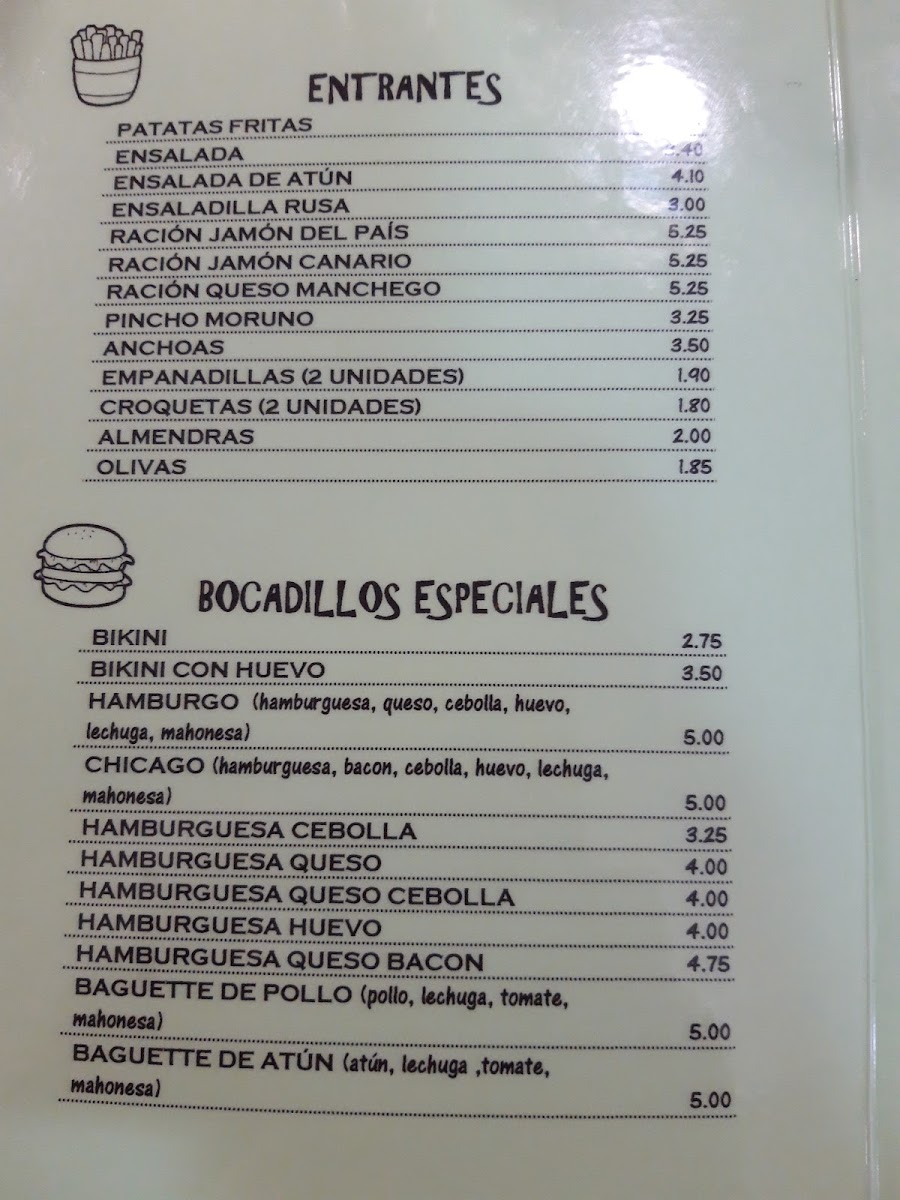 ENTRANTES
PATATAS FRITAS
ENSALADA
ENSALADA DE ATÚN 4.10
ENSALADILLA RUSA 3.00
RACIÓN JAMÓN DEL PAÍS 5.25
RACIÓN JAMÓN CANARIO 5.25
RACIÓN QUESO MANCHEGO 5.25
PINCHO MORUNO 3.25
ANCHOAS 3.50
EMPANADILLAS (2 UNIDADES) 1.90
CROQUETAS (2 UNIDADES) 1.80
ALMENDRAS 2.00
OLIVAS 1.85
BOCADILLOS ESPECIALES
BIKINI 2.75
BIKINI CON HUEVO 3.50
HAMBURGO (hamburguesa, queso, cebolla, huevo,
lechuga, mahonesa) 5.00
CHICAGO (hamburguesa, bacon, cebolla, huevo, lechuga,
mahonesa) 5.00
HAMBURGUESA CEBOLLA 3.25
HAMBURGUESA QUESO 4.00
HAMBURGUESA QUESO CEBOLLA 4.00
HAMBURGUESA HUEVO 4.00
HAMBURGUESA QUESO BACON 4.75
BAGUETTE DE POLLO (pollo, lechuga, tomate,
mahonesa) 5.00
BAGUETTE DE ATÚN (atún, lechuga ,tomate,
mahonesa) 5.00